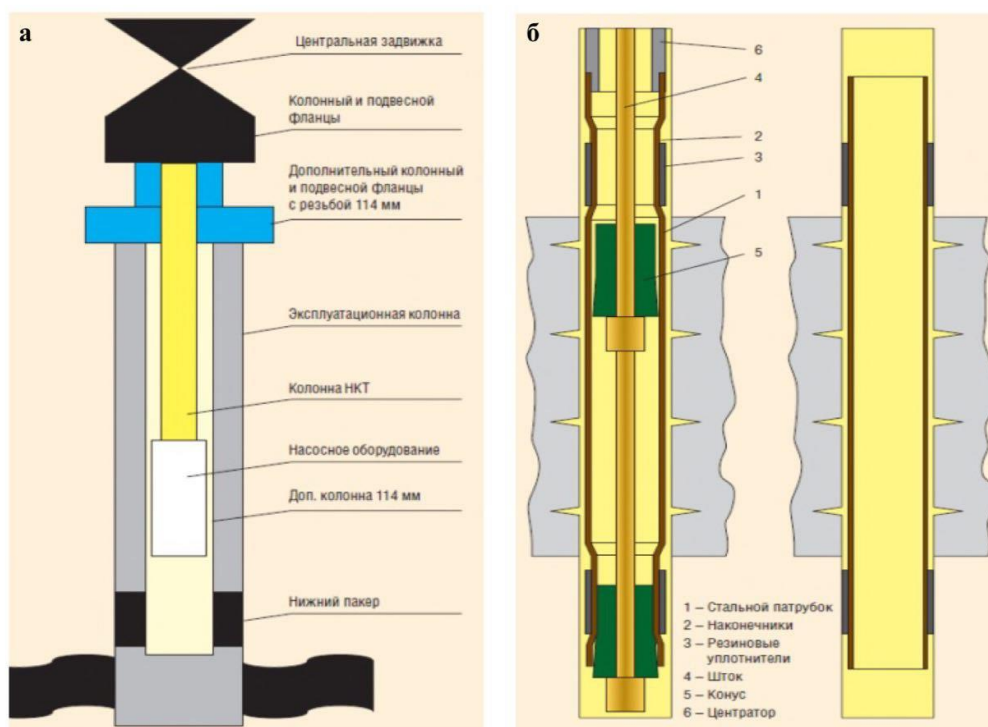 а
Центральная задвижка
Колонный и подвесной
фланцы
Дополнительный колонный
и подвесной фланцы
с резьбой 114 мм
Эксплуатационная колонна
Колонна НКТ
Насосное оборудование
Доп. колонна 114 мм
Нижний пакер
б
6
4
2
3
1
5
1 – Стальной патрубок
2 – Наконечники
3 – Резиновые
уплотнители
4 – Шток
5 – Конус
6 – Центратор